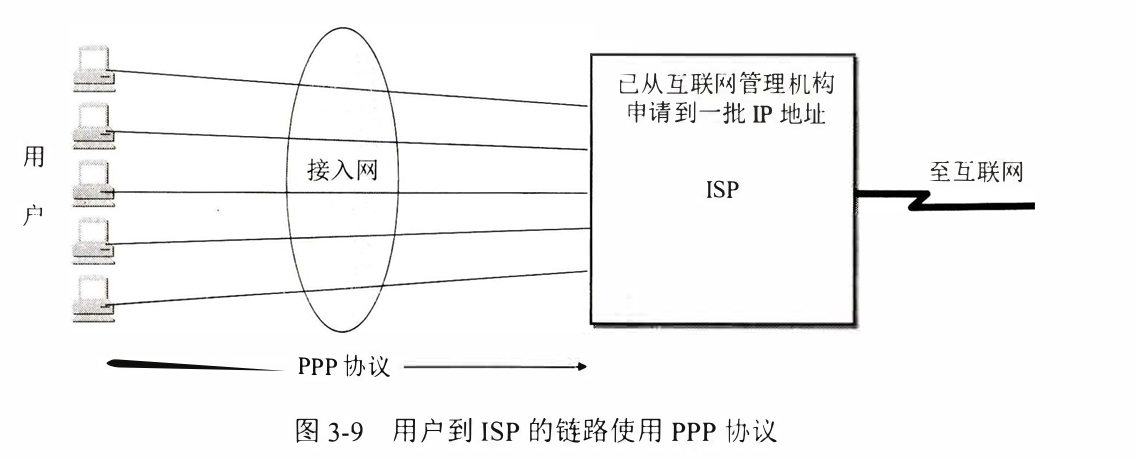 已从互联网管理机构
申请到一批 IP 地址
用
户
接入网
ISP
至互联网
PPP 协议
图 3-9 用户到 ISP 的链路使用 PPP 协议